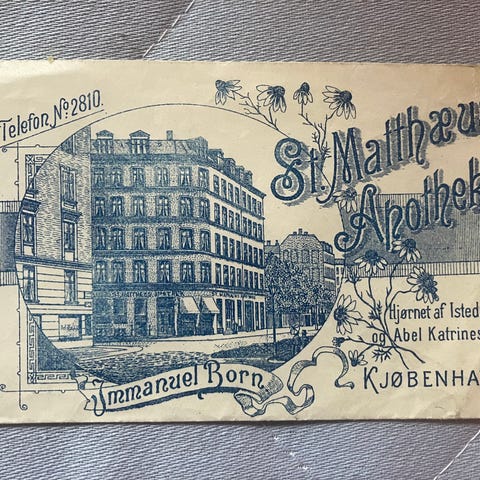 Telefon No. 2810.
St. Matthæu
Apothek
Hjørnet af Isted
og Abel Katrines
KJØBENHA
Immanuel Born